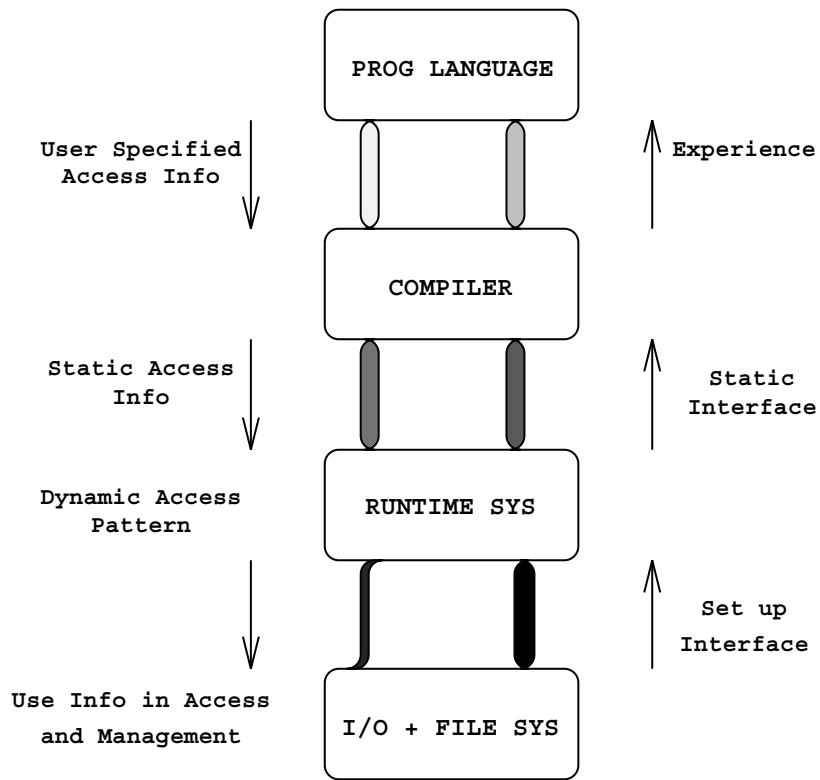 PROG LANGUAGE
User Specified
Access Info
Experience
COMPILER
Static Access
Info
Static
Interface
Dynamic Access
Pattern
RUNTIME SYS
Set up
Interface
Use Info in Access
and Management
I/O + FILE SYS